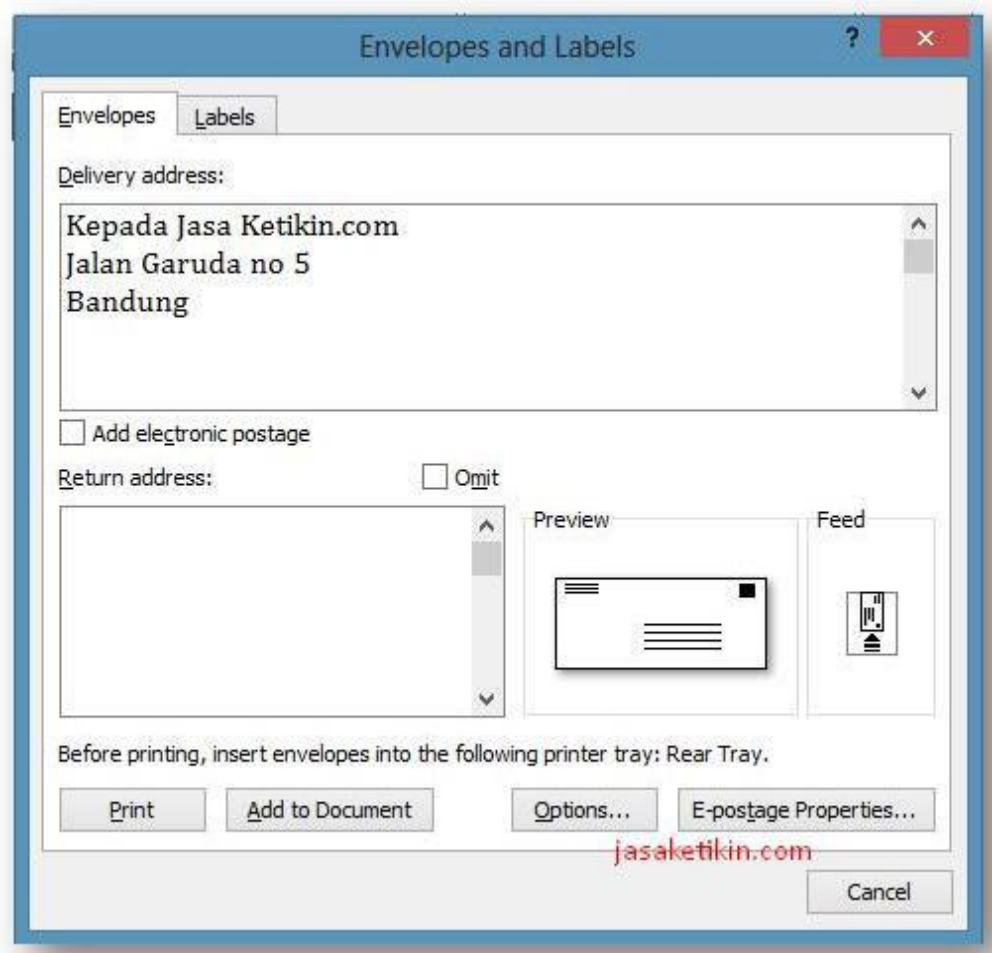 Envelopes and Labels
?
Envelopes Labels
Delivery address:
Kepada Jasa Ketikin.com
Jalan Garuda no 5
Bandung
Add electronic postage
Return address: Omit
Preview Feed
Before printing, insert envelopes into the following printer tray: Rear Tray.
Print Add to Document Options... E-postage Properties...
jasaketikin.com
Cancel